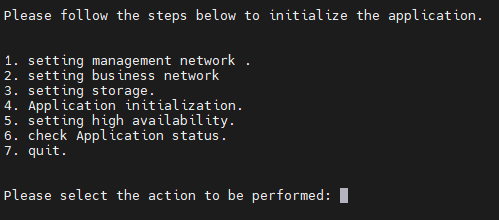 Please follow the steps below to initialize the application.
1. setting management network .
2. setting business network
3. setting storage.
4. Application initialization.
5. setting high availability.
6. check Application status.
7. quit.
Please select the action to be performed: